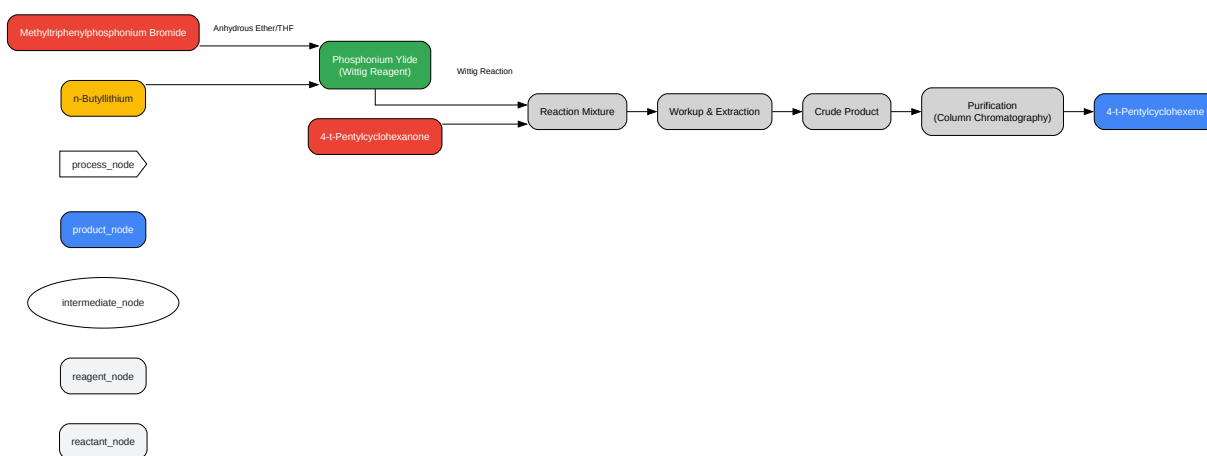 Methyltriphenylphosphonium Bromide
Anhydrous Ether/THF
Phosphonium Ylide
(Wittig Reagent)
n-Butyllithium
Wittig Reaction
4-t-Pentylcyclohexanone
Reaction Mixture
Workup & Extraction
Crude Product
Purification
(Column Chromatography)
4-t-Pentylcyclohexene
process_node
product_node
intermediate_node
reagent_node
reactant_node